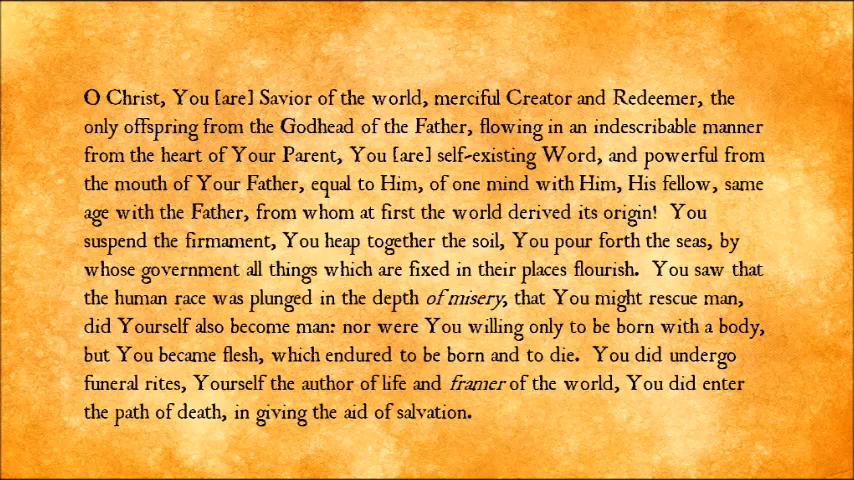 O Christ, You [are] Savior of the world, merciful Creator and Redeemer, the
only offspring from the Godhead of the Father, flowing in an indescribable manner
from the heart of Your Parent, You [are] self-existing Word, and powerful from
the mouth of Your Father, equal to Him, of one mind with Him, His fellow, same
age with the Father, from whom at first the world derived its origin!  You
suspend the firmament, You heap together the soil, You pour forth the seas, by
whose government all things which are fixed in their places flourish.  You saw that
the human race was plunged in the depth of misery, that You might rescue man,
did Yourself also become man: nor were You willing only to be born with a body,
but You became flesh, which endured to be born and to die.  You did undergo
funeral rites, Yourself the author of life and framer of the world, You did enter
the path of death, in giving the aid of salvation.